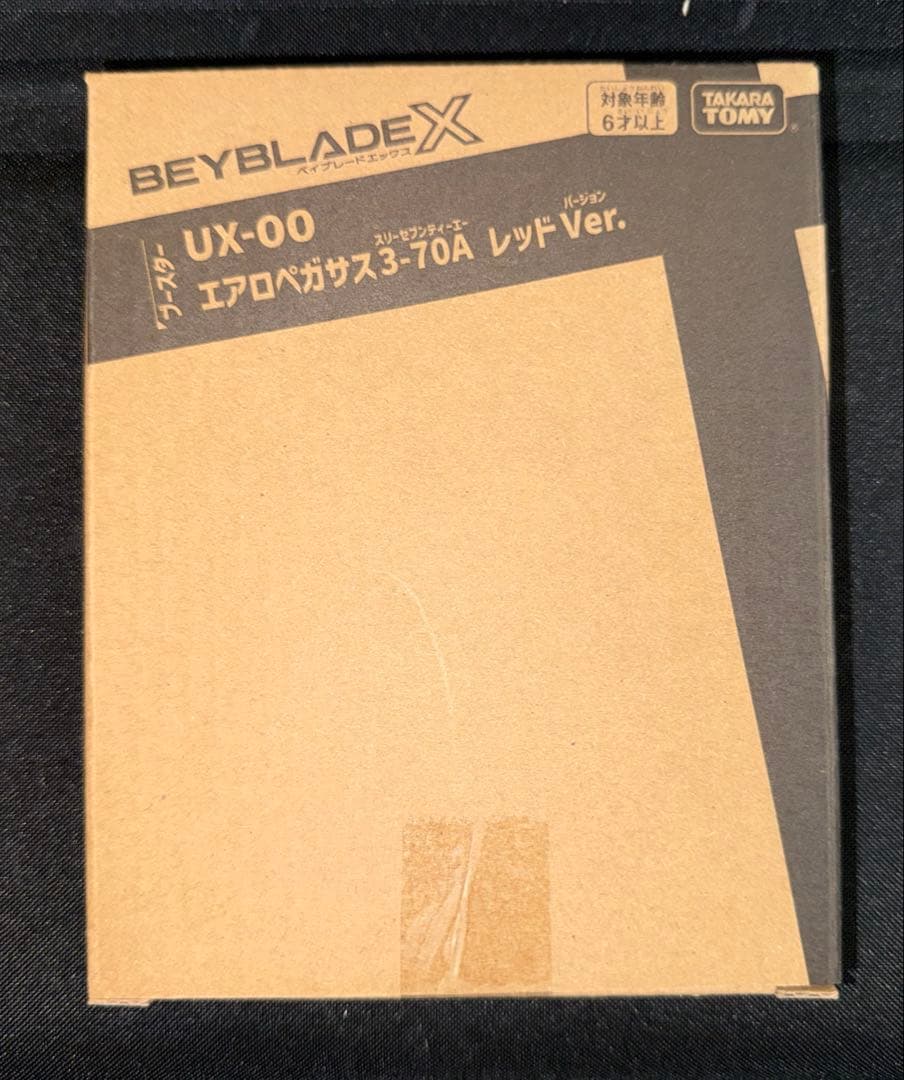 BEYBLADE X
ベイブレードエックス
対象年齢
6才以上
TAKARA
TOMY
ブースター
UX-00
スリーセブンティーエー
バージョン
エアロペガサス3-70A レッドVer.